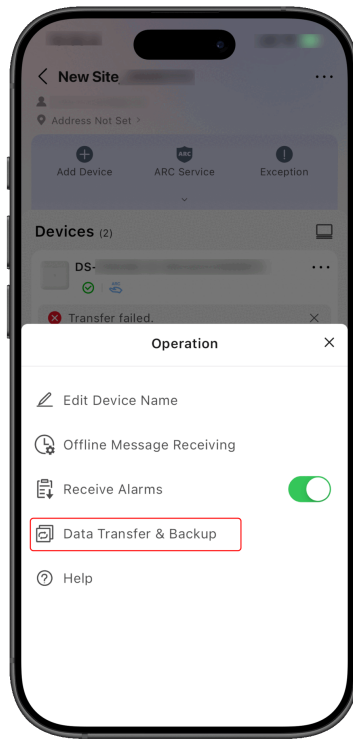 New Site
Address Not Set >
Add Device
ARC
ARC Service
Exception
Devices (2)
DS-
Transfer failed.
Operation
Edit Device Name
Offline Message Receiving
Receive Alarms
Data Transfer & Backup
Help